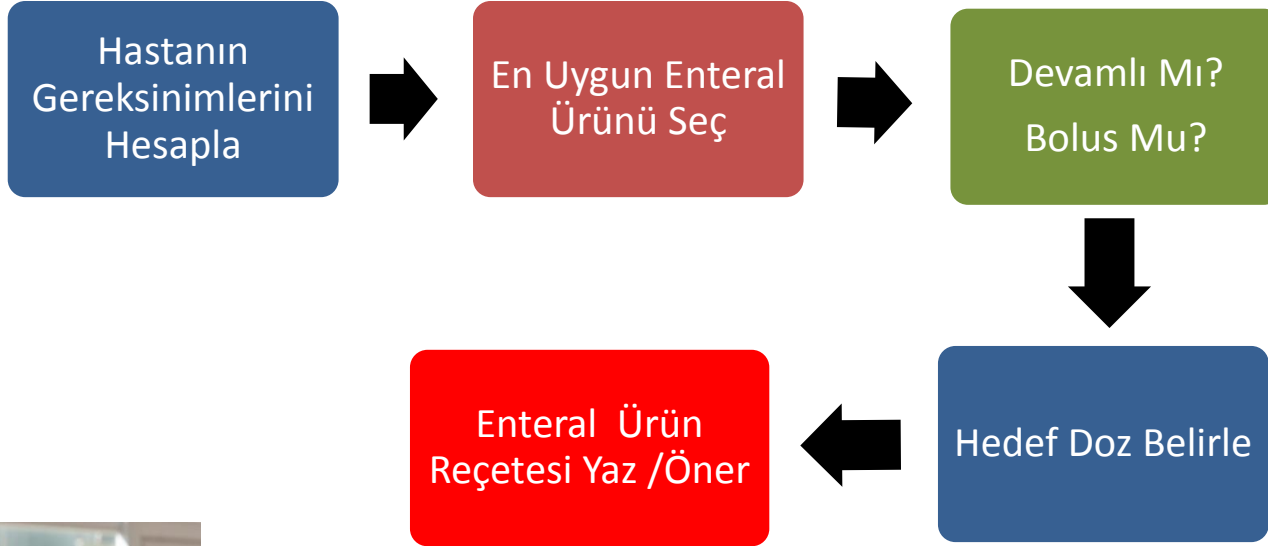 Hastanın
Gereksinimlerini
Hesapla
En Uygun Enteral
Ürünü Seç
Devamlı Mı?
Bolus Mu?
Hedef Doz Belirle
Enteral  Ürün
Reçetesi Yaz /Öner